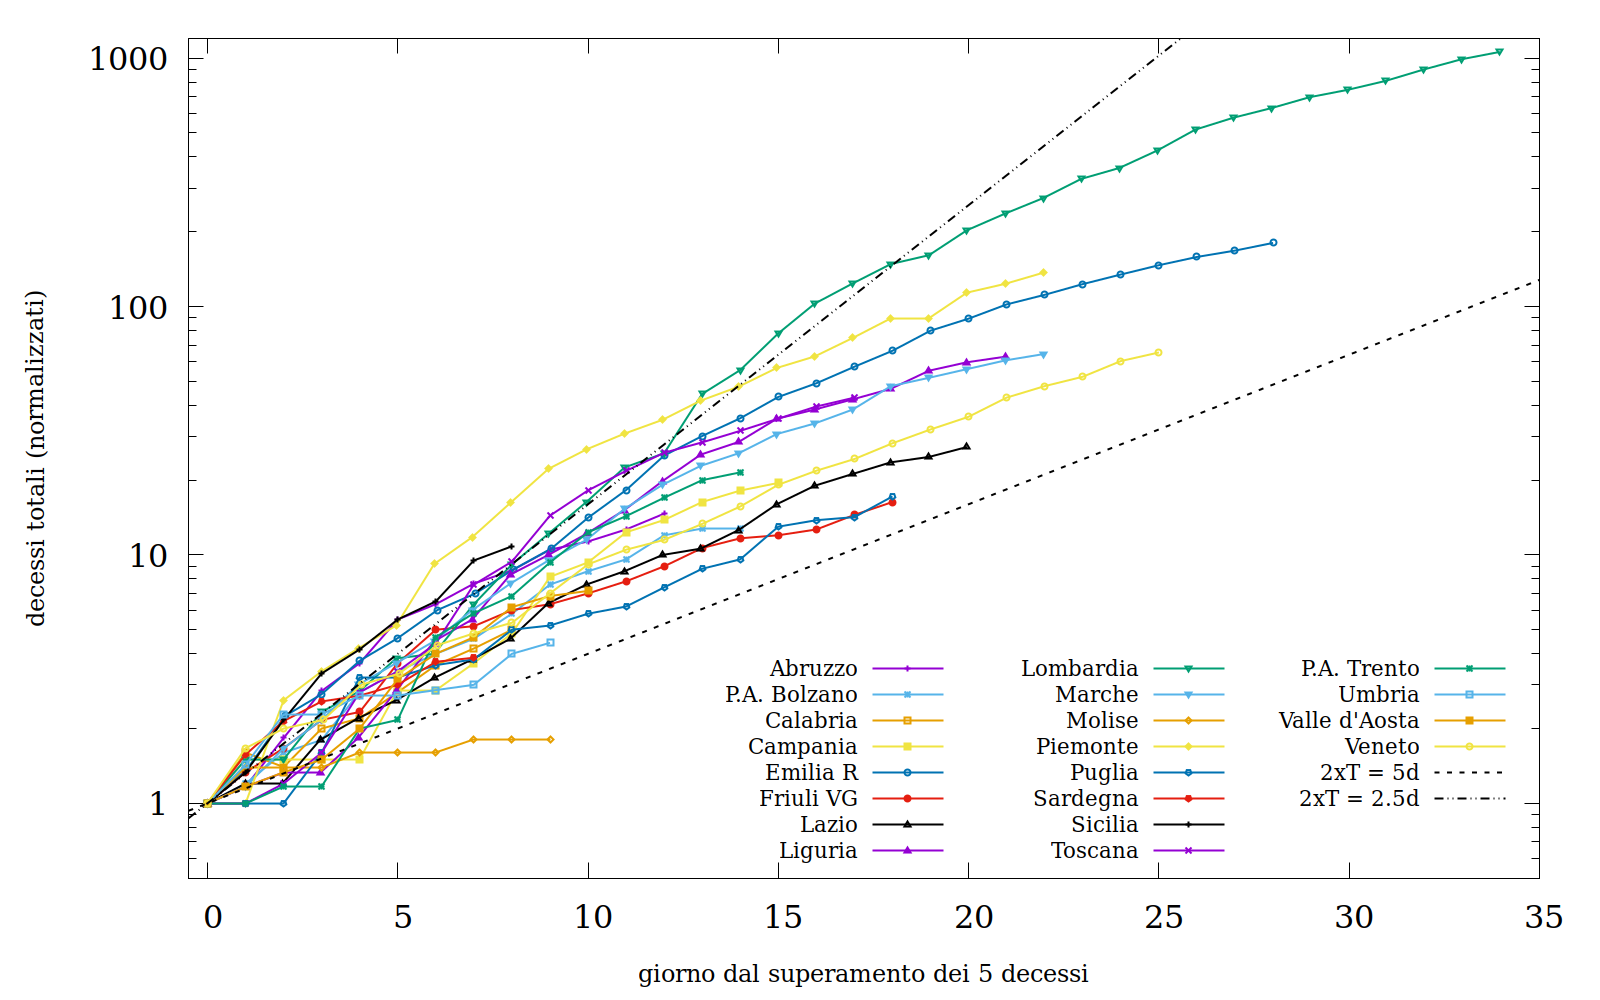 1000
100
10
1
decessi totali (normalizzati)
Abruzzo
P.A. Bolzano
Calabria
Campania
Emilia R
Friuli VG
Lazio
Liguria
Lombardia
Marche
Molise
Piemonte
Puglia
Sardegna
Sicilia
Toscana
P.A. Trento
Umbria
Valle d'Aosta
Veneto
2xT = 5d
2xT = 2.5d
0 5 10 15 20 25 30 35
giorno dal superamento dei 5 decessi